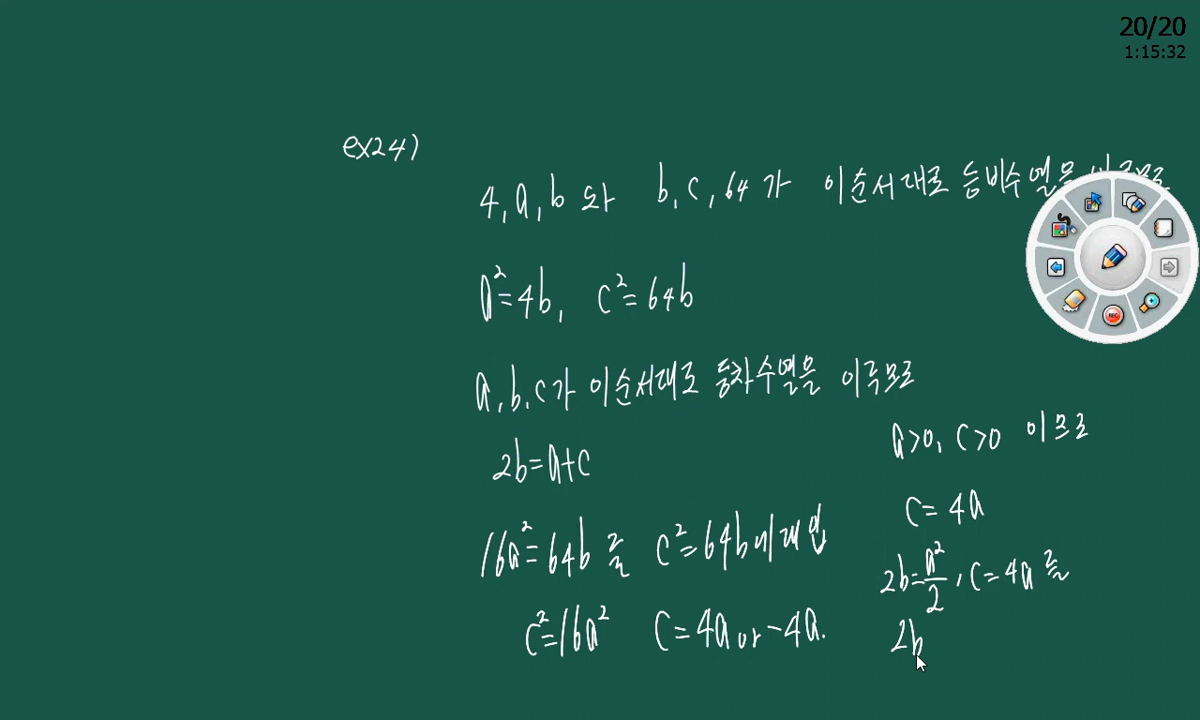 20/20
1:15:32
ex24)
4, a, b 와 b, c, 64 가 이순서대로 등비수열을 이루므로
a²=4b, c²=64b
a, b, c가 이순서대로 등차수열을 이루므로
2b=a+c
16a²=64b 를 c²=64b에 대입
c²=16a² c=4a or -4a.
a>0, c>0 이므로
c=4a
2b=a²/2, c=4a 를
2b
REC